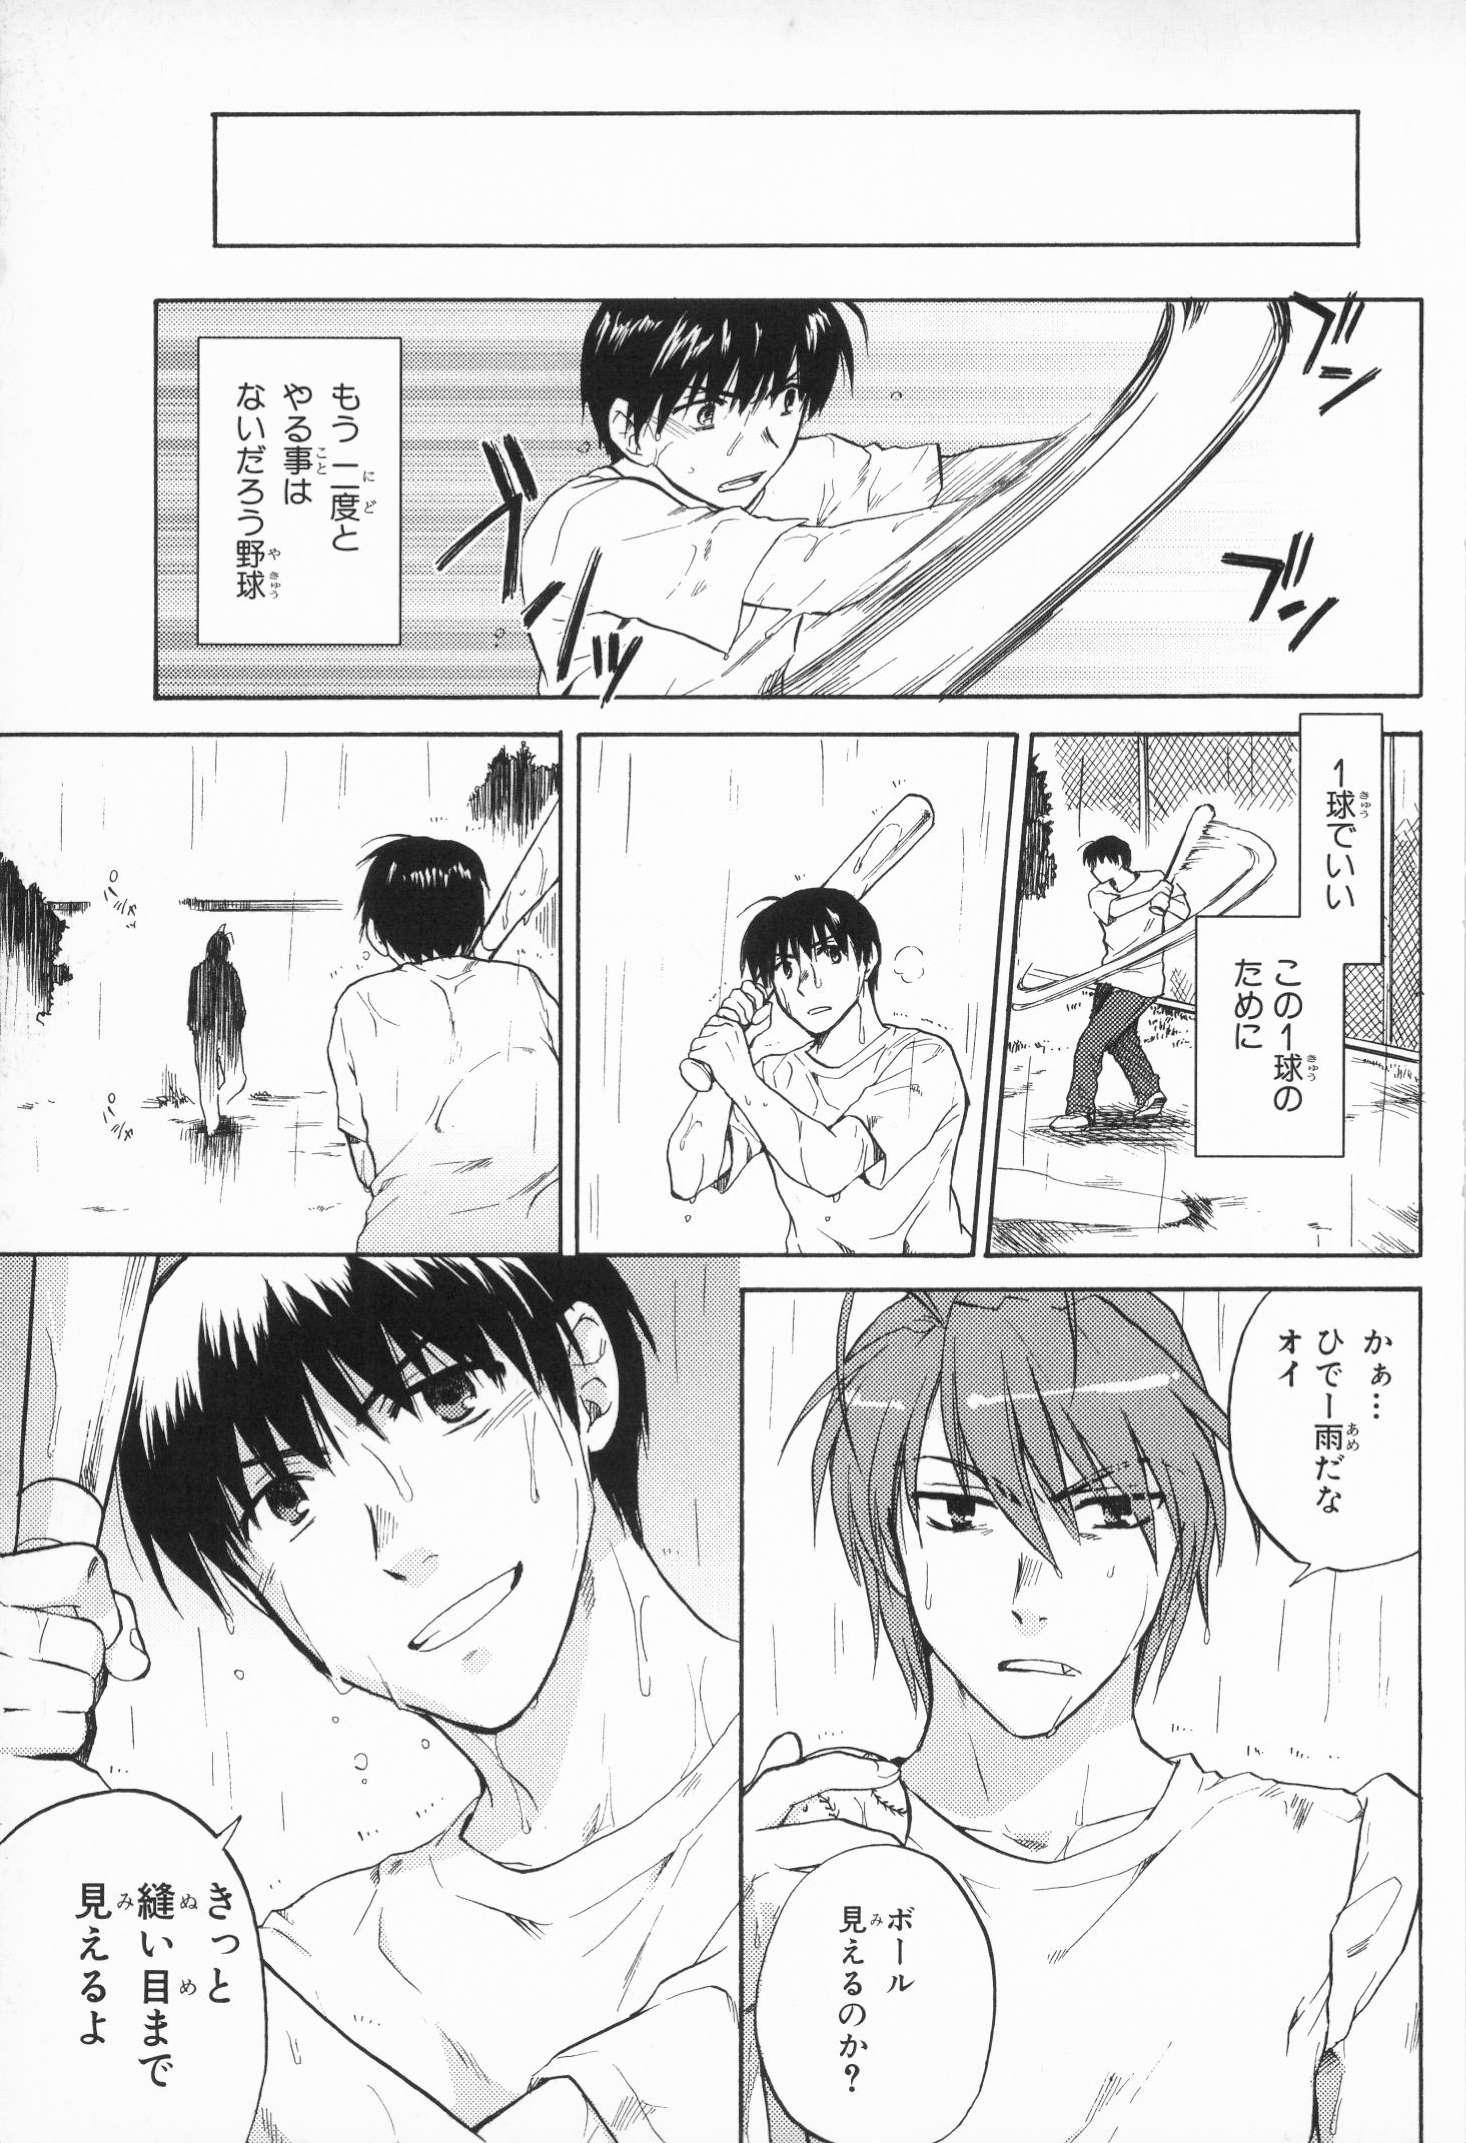 もう二度と
やる事は
ないだろう野球
ブン
ブン
1球でいい
この1球の
ために
かぁ…
ひでー雨だな
オイ
ボール
見えるのか?
きっと
縫い目まで
見えるよ